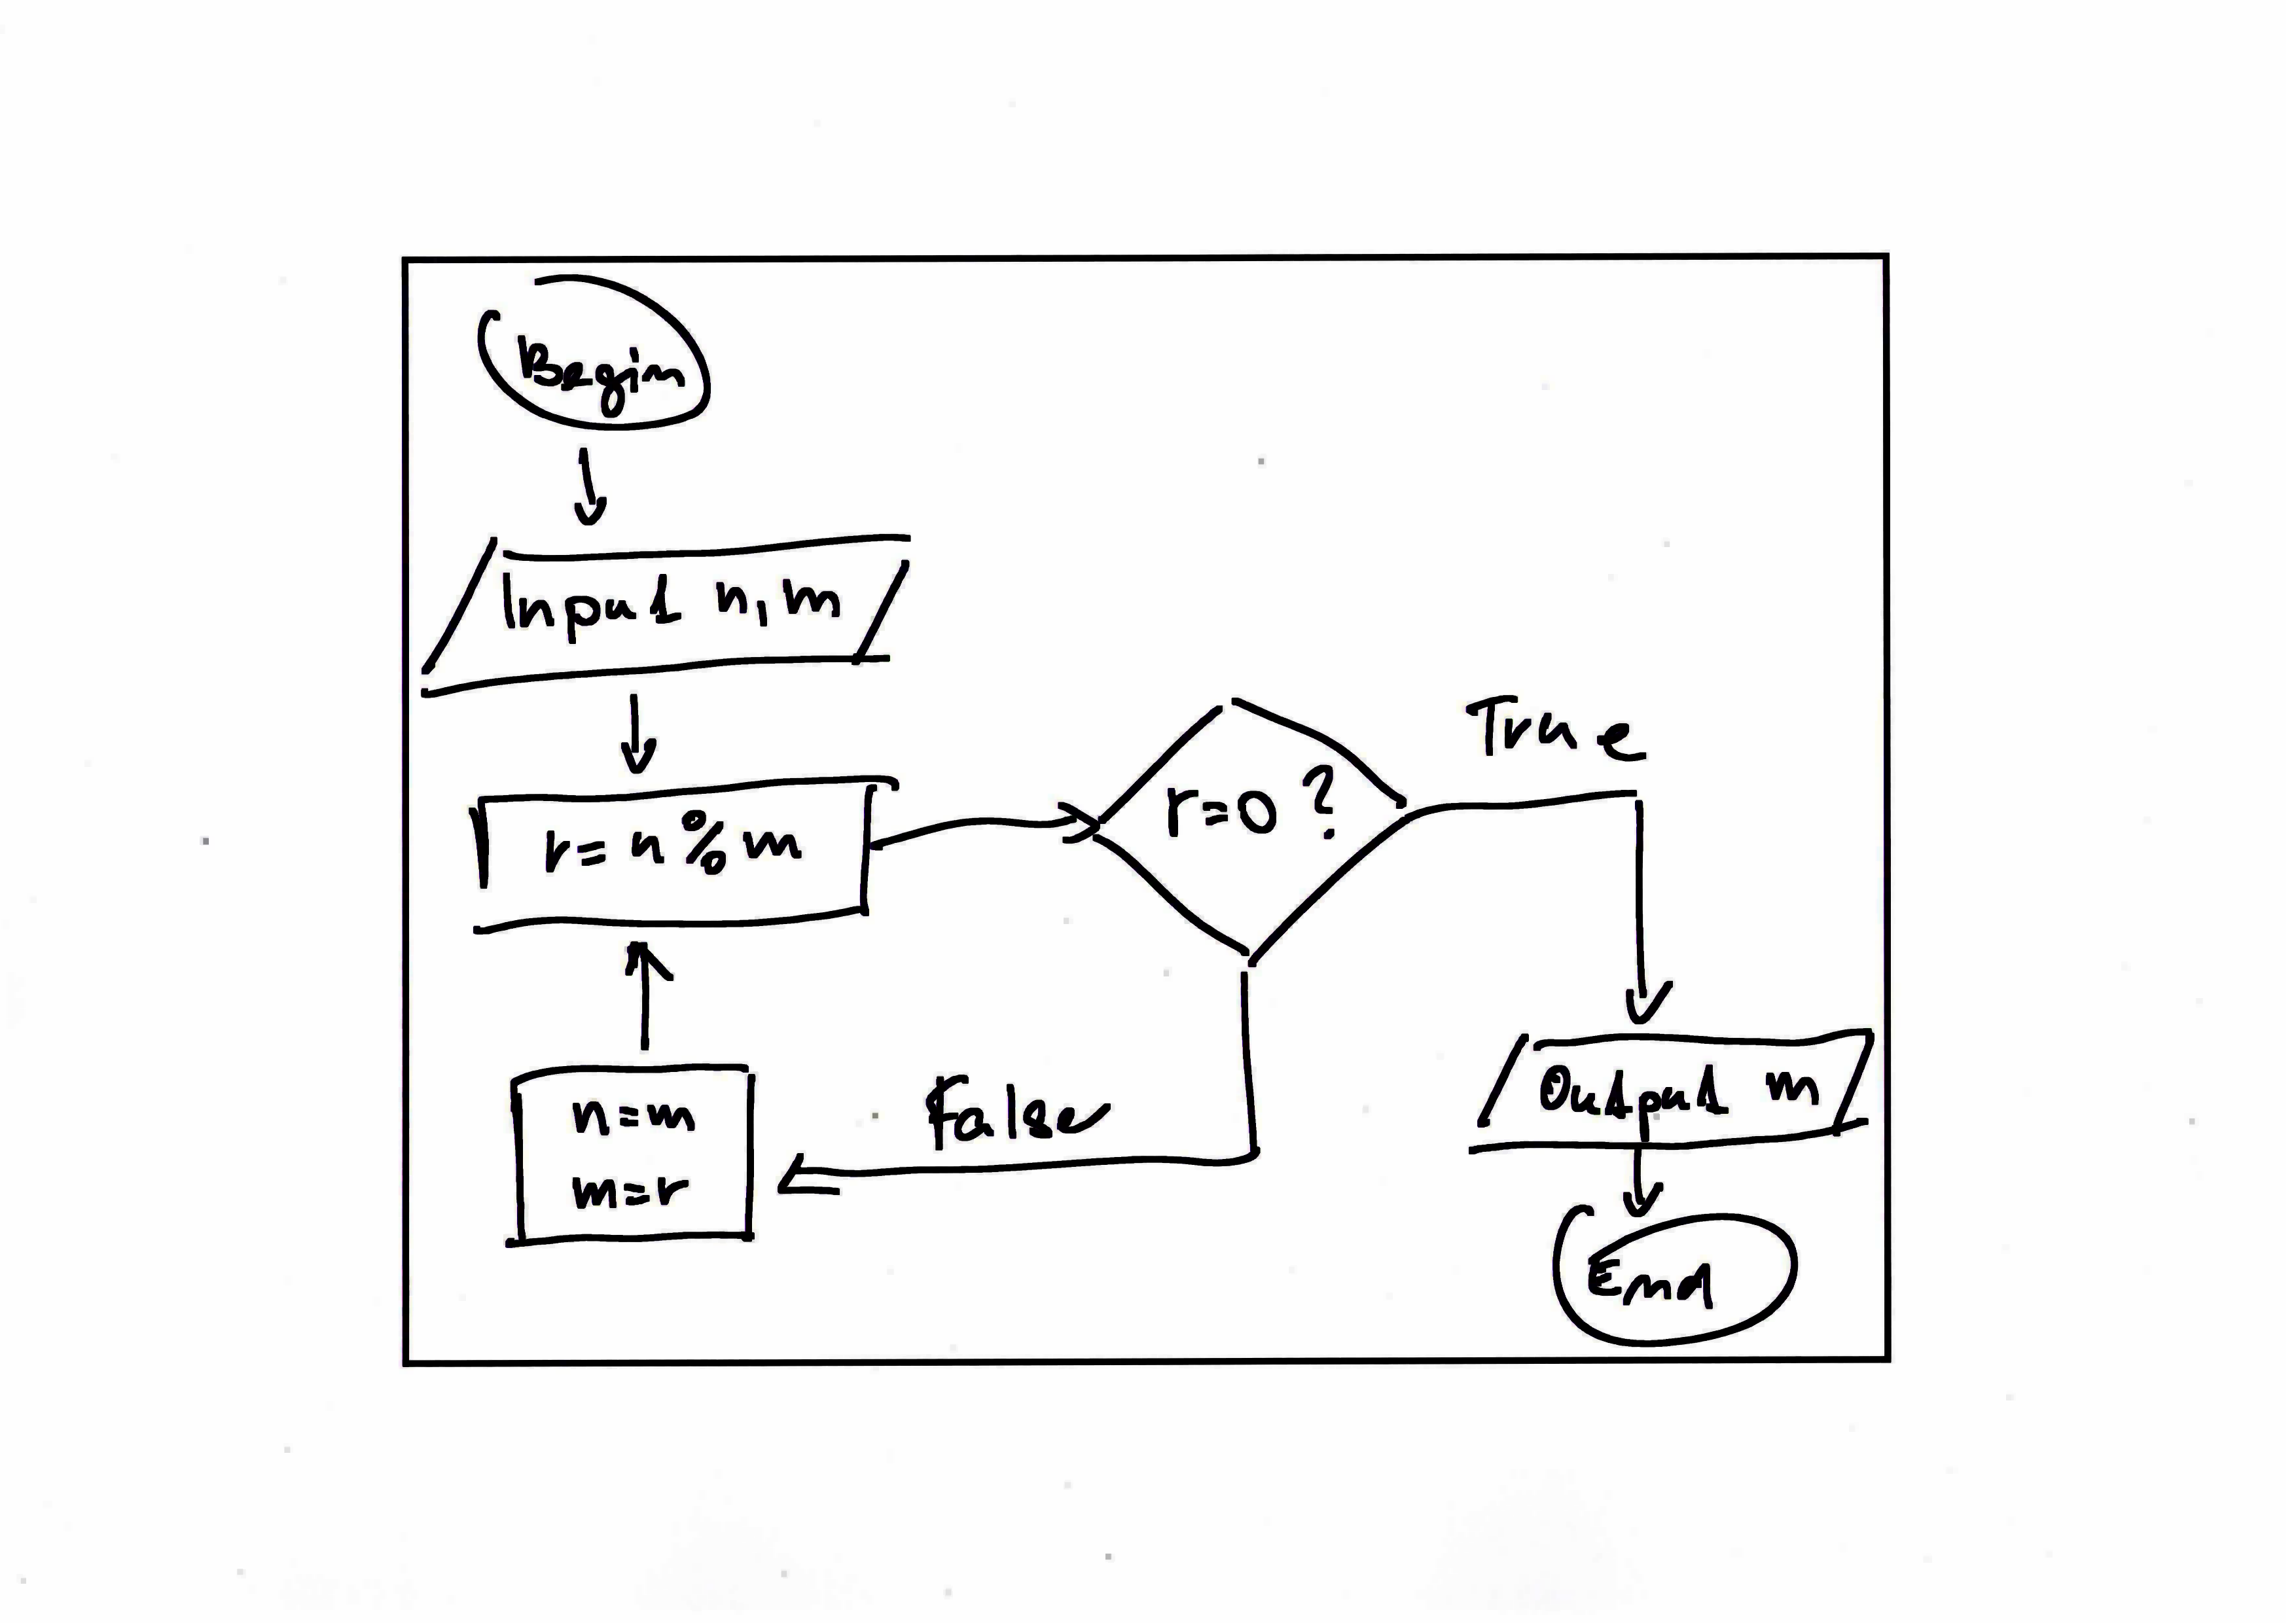 Begin
Input n, m
r = n % m
r=0 ?
True
False
n=m
m=r
Output m
End